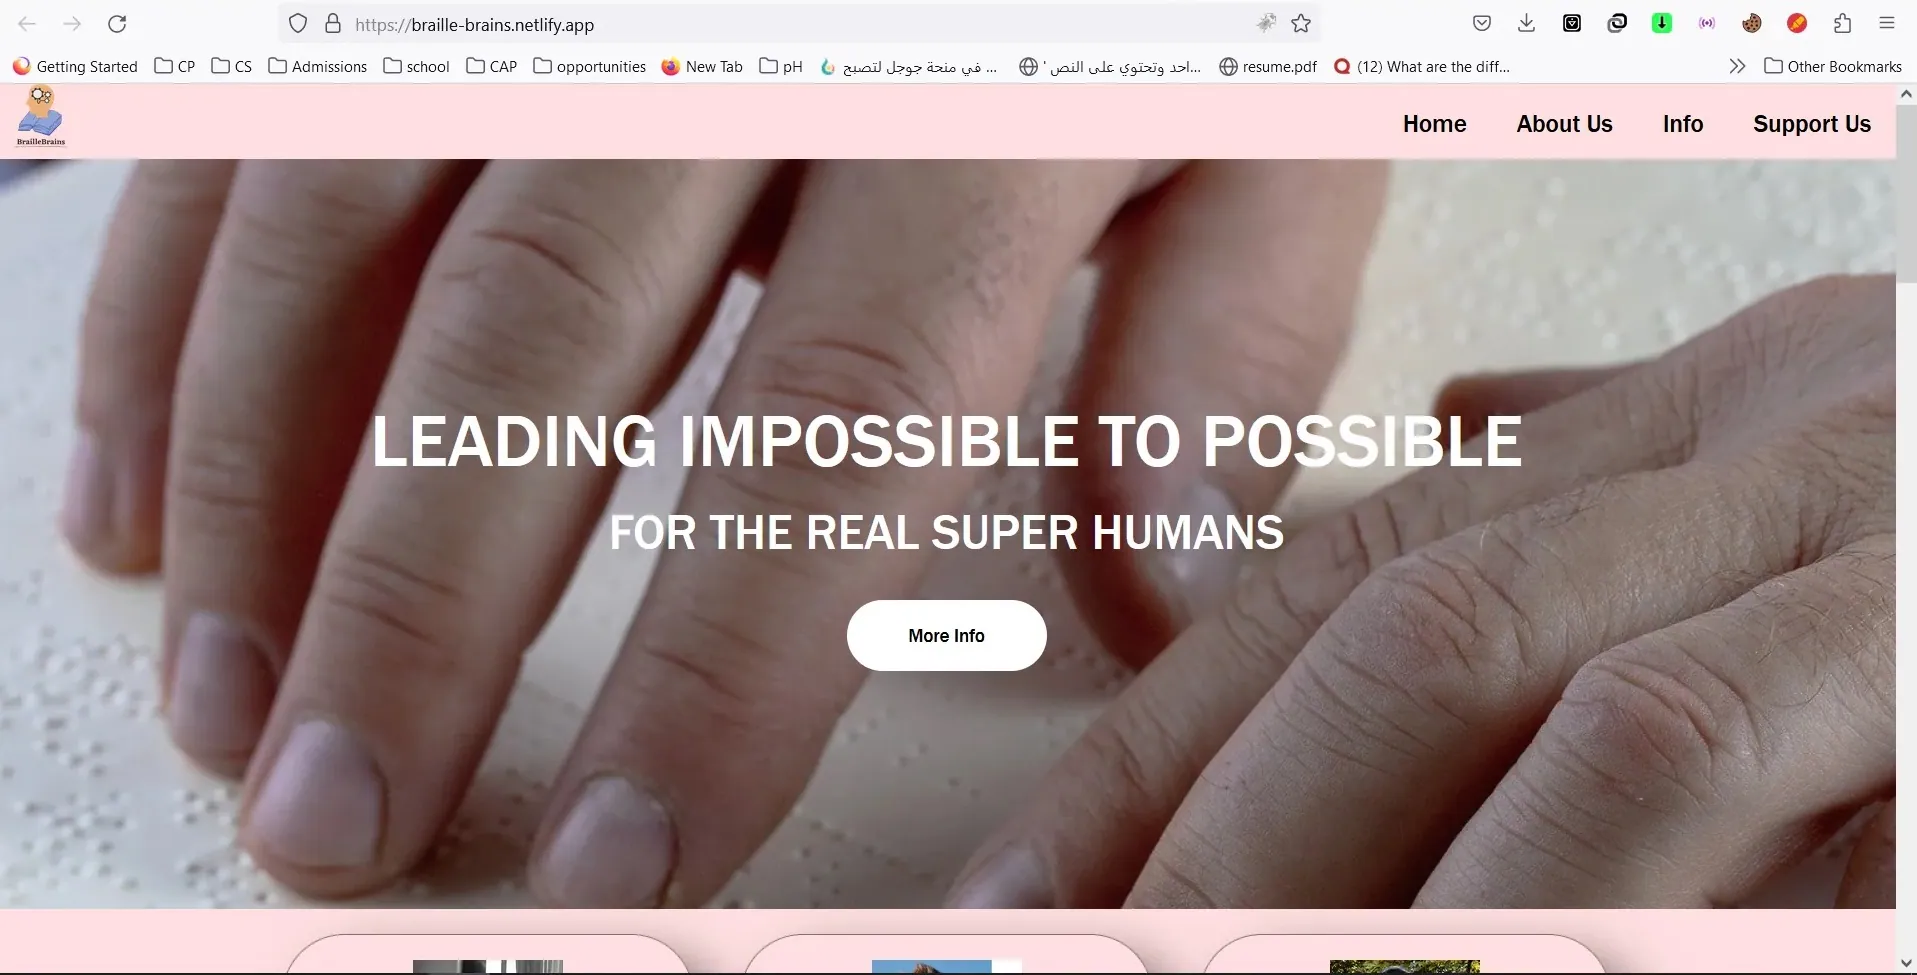 https://braille-brains.netlify.app
Getting Started CP CS Admissions school CAP opportunities New Tab pH في منحة جوجل لتصبح ... احد وتحتوي على النص ' ... resume.pdf (12) What are the diff... Other Bookmarks
BrailleBrains
Home About Us Info Support Us
LEADING IMPOSSIBLE TO POSSIBLE
FOR THE REAL SUPER HUMANS
More Info